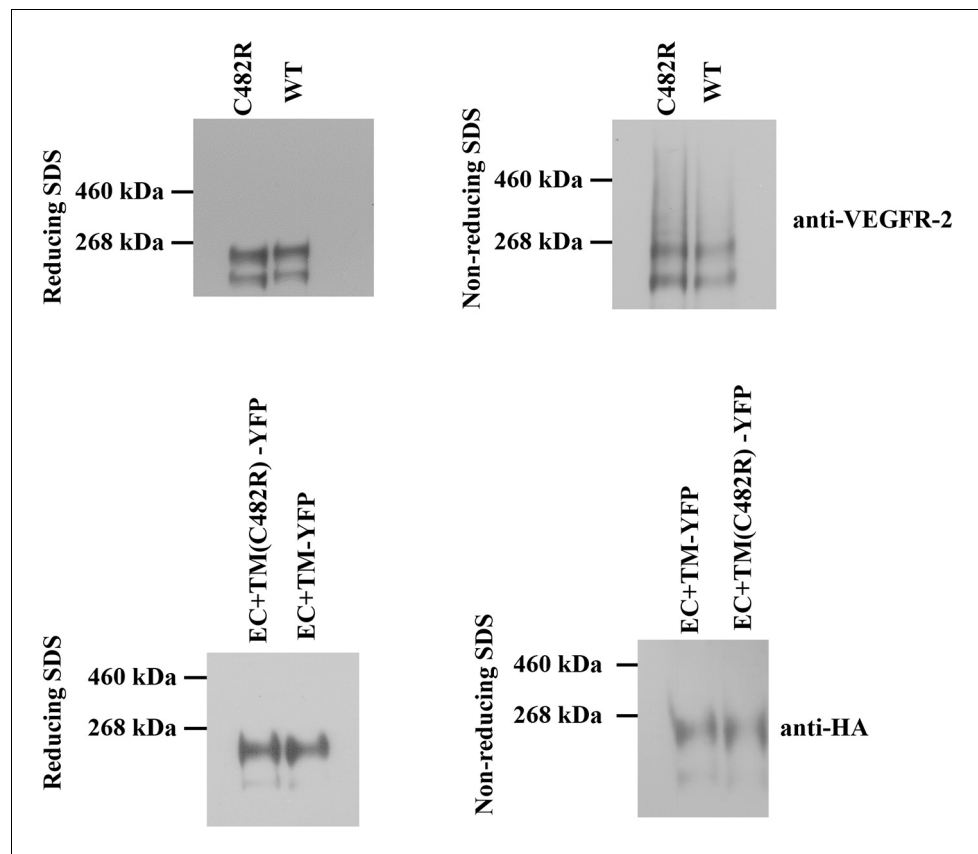 C482R
WT
Reducing SDS
460 kDa
268 kDa
C482R
WT
Non-reducing SDS
460 kDa
268 kDa
anti-VEGFR-2
EC+TM(C482R) -YFP
EC+TM-YFP
Reducing SDS
460 kDa
268 kDa
EC+TM-YFP
EC+TM(C482R) -YFP
Non-reducing SDS
460 kDa
268 kDa
anti-HA